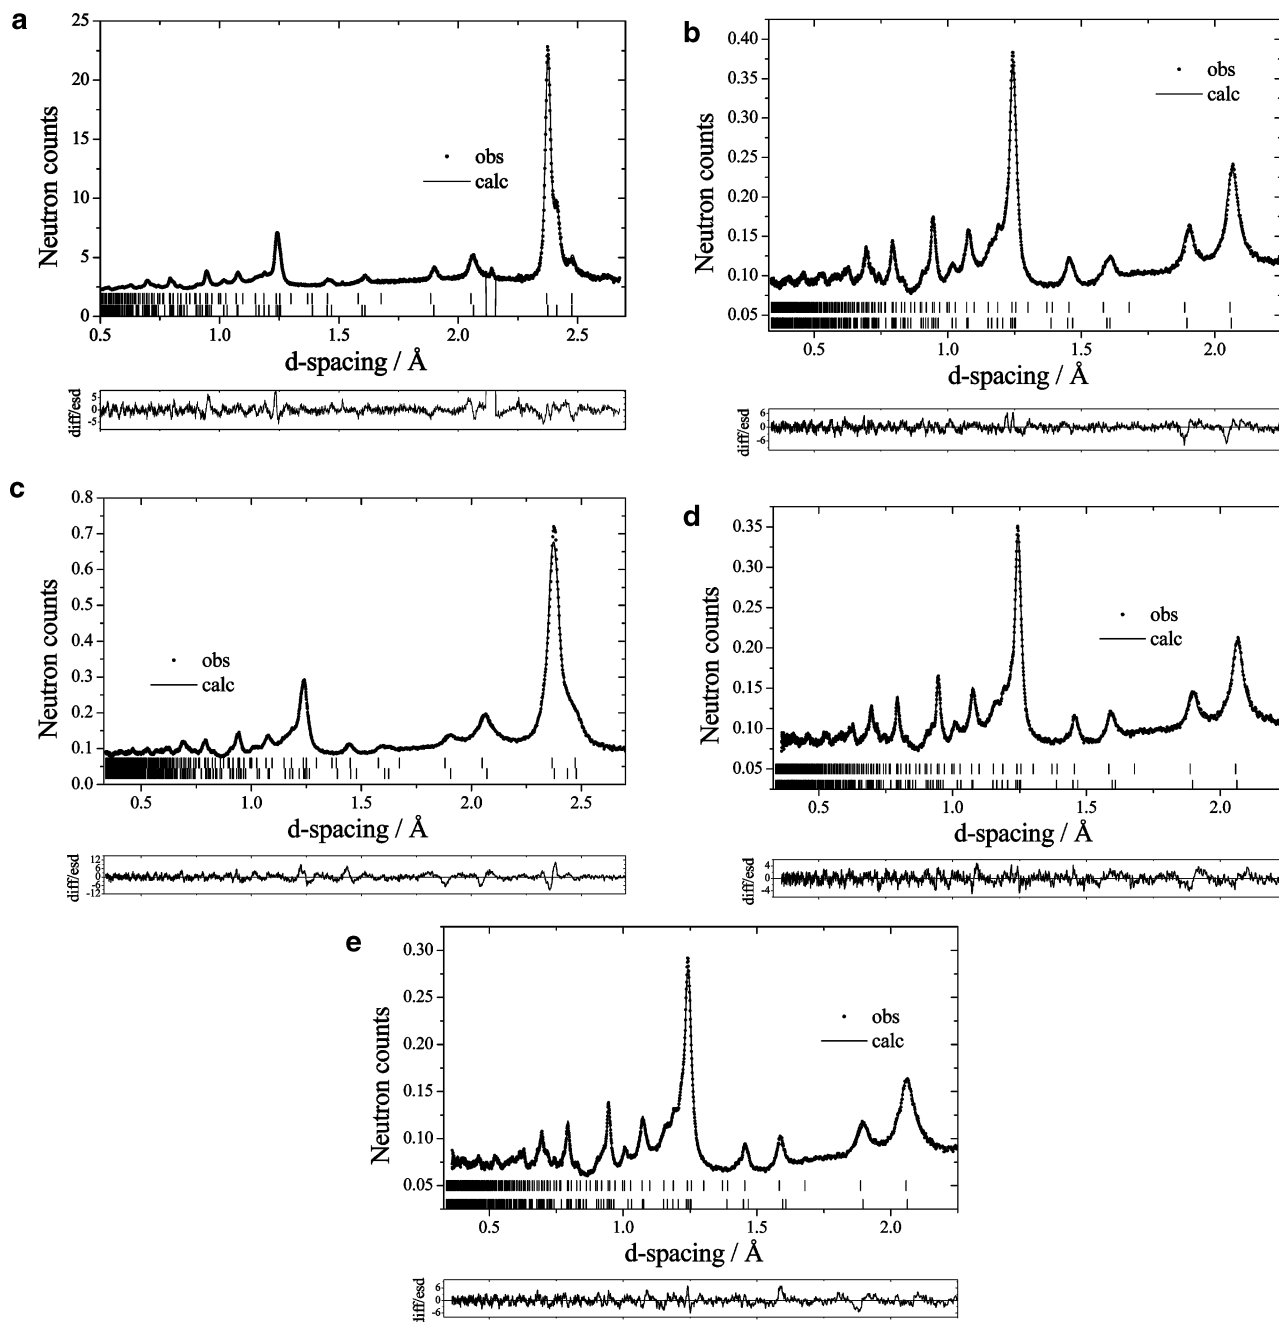 a
25
20
15
10
5
0
Neutron counts
obs
calc
0.5 1.0 1.5 2.0 2.5
d-spacing / Å
diff/esd
5
0
-5
b
0.40
0.35
0.30
0.25
0.20
0.15
0.10
0.05
Neutron counts
obs
calc
0.5 1.0 1.5 2.0
d-spacing / Å
diff/esd
6
0
-6
c
0.8
0.7
0.6
0.5
0.4
0.3
0.2
0.1
0.0
Neutron counts
obs
calc
0.5 1.0 1.5 2.0 2.5
d-spacing / Å
diff/esd
12
6
0
-6
-12
d
0.35
0.30
0.25
0.20
0.15
0.10
0.05
Neutron counts
obs
calc
0.5 1.0 1.5 2.0
d-spacing / Å
diff/esd
4
0
-4
e
0.30
0.25
0.20
0.15
0.10
0.05
Neutron counts
obs
calc
0.5 1.0 1.5 2.0
d-spacing / Å
diff/esd
6
0
-6